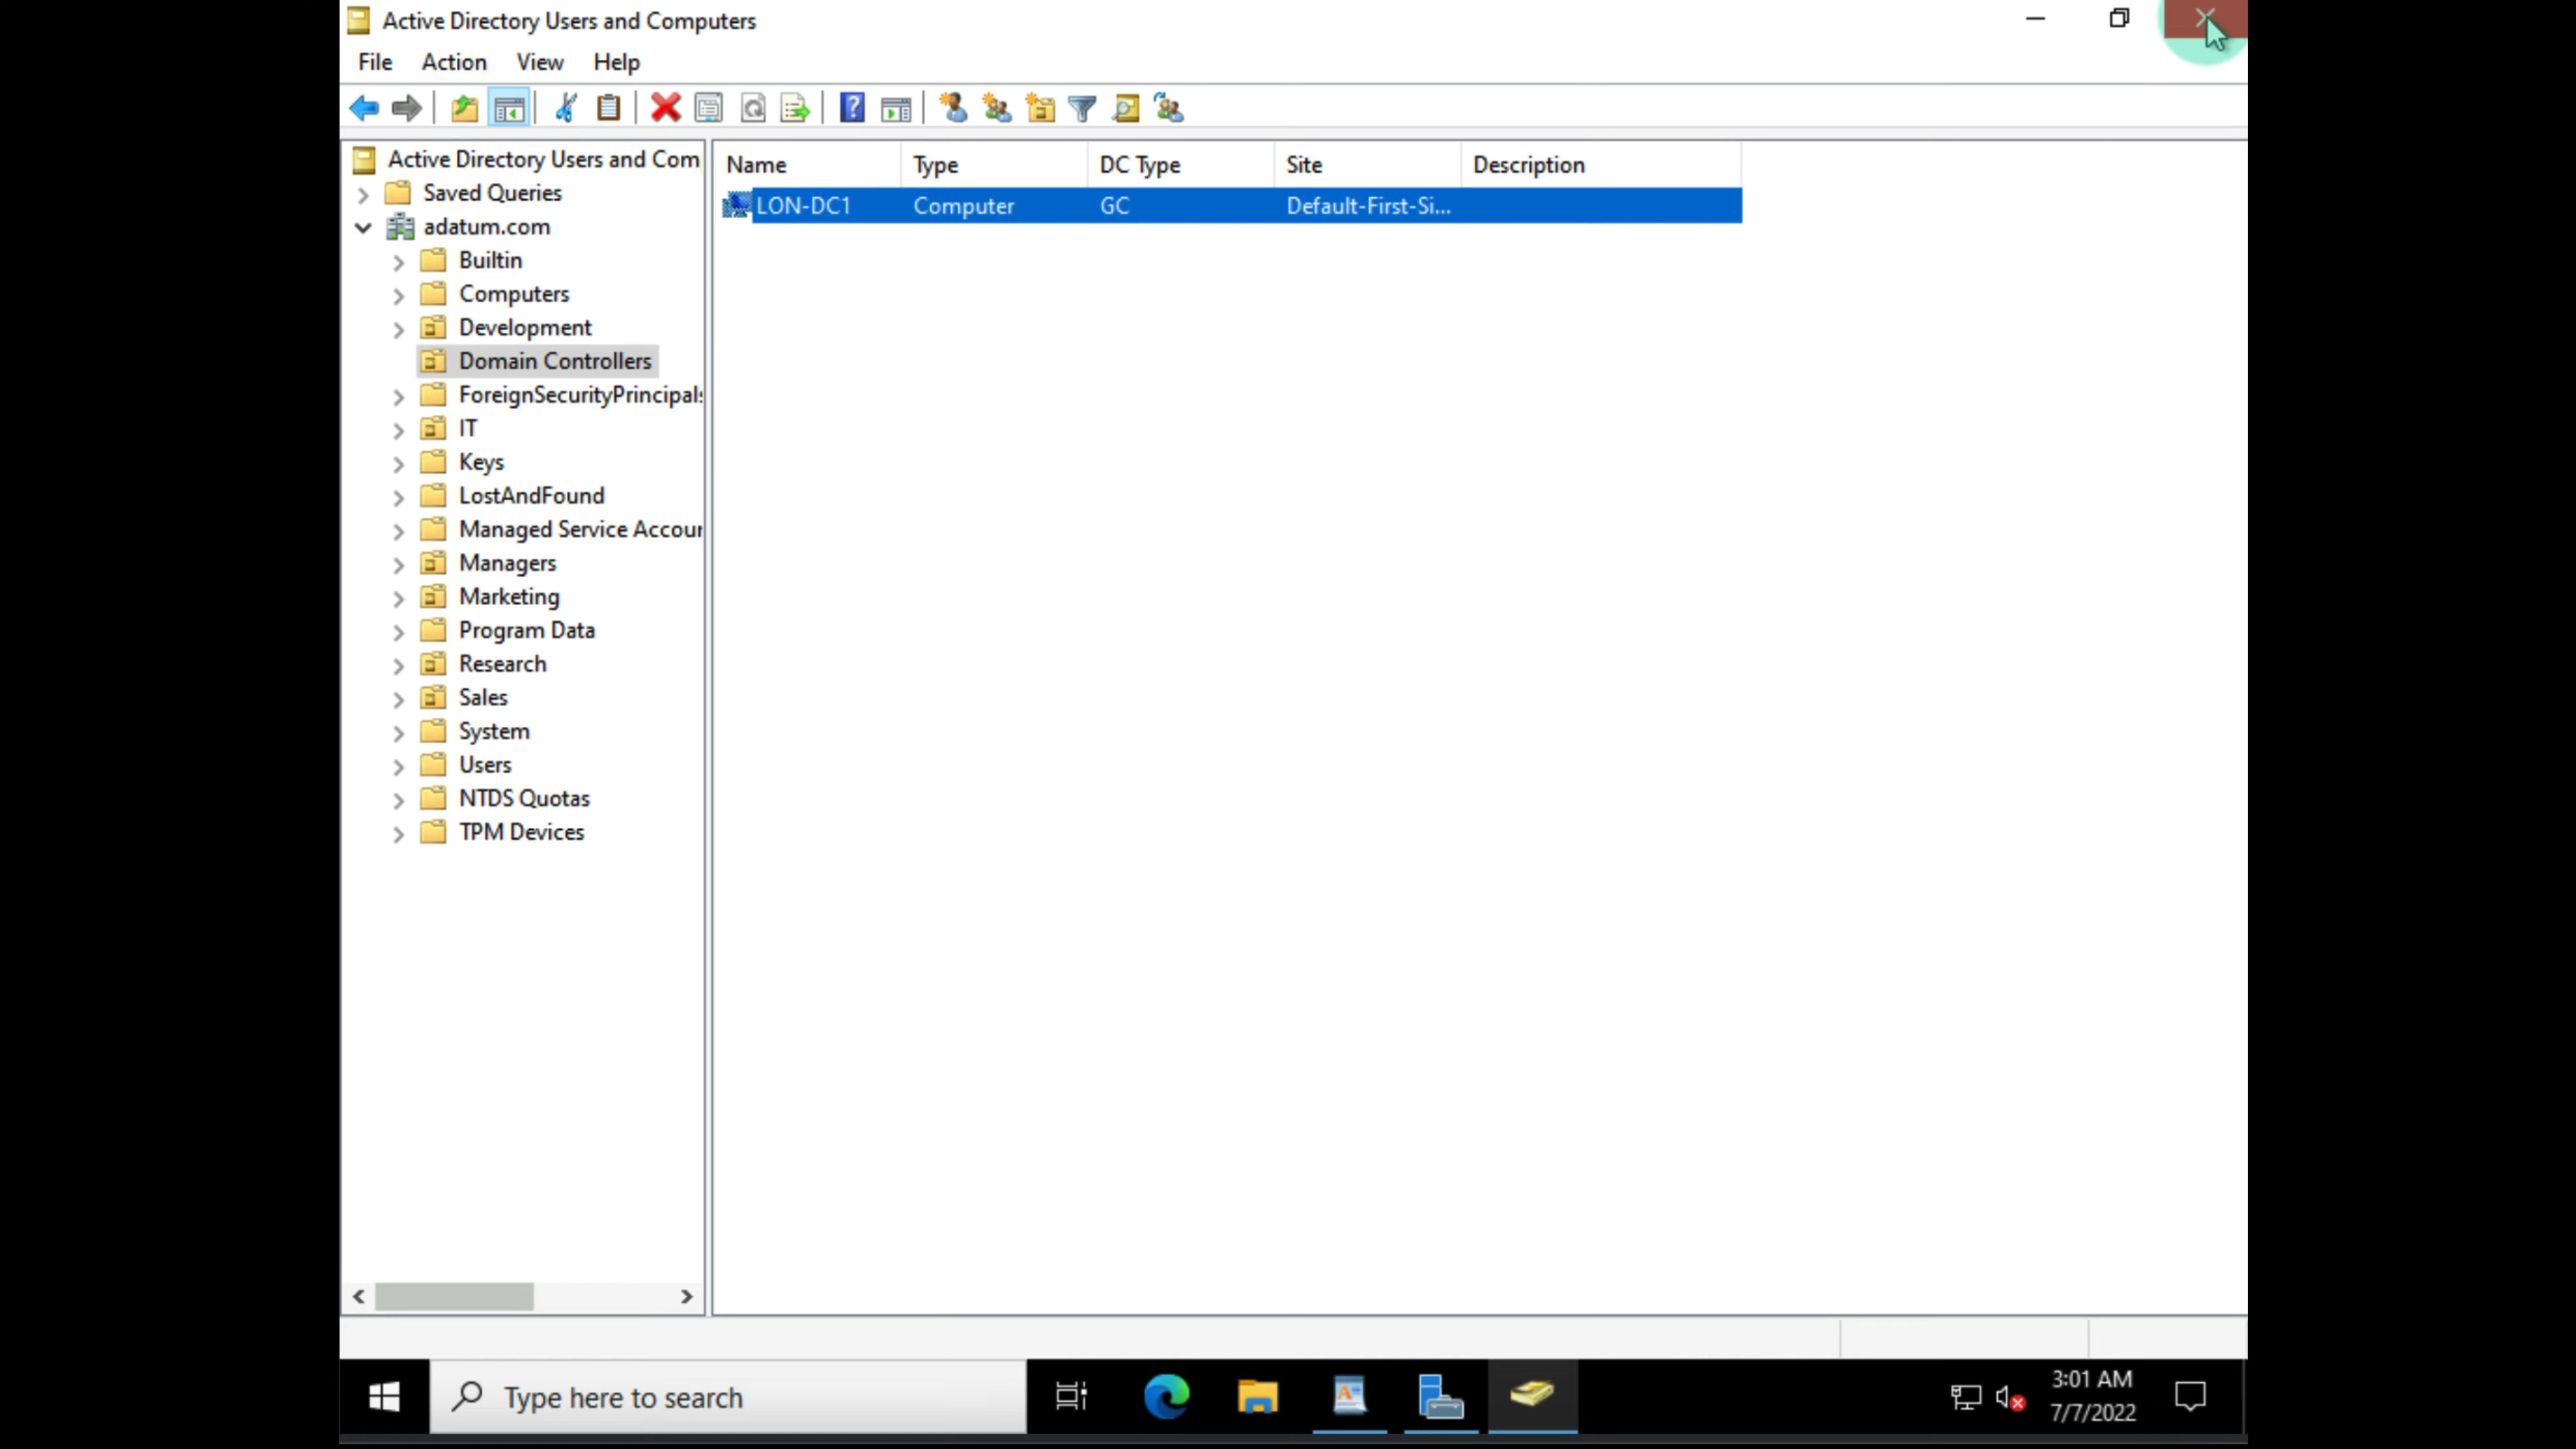 Active Directory Users and Computers
File Action View Help
Active Directory Users and Com
Saved Queries
adatum.com
Builtin
Computers
Development
Domain Controllers
ForeignSecurityPrincipals
IT
Keys
LostAndFound
Managed Service Accour
Managers
Marketing
Program Data
Research
Sales
System
Users
NTDS Quotas
TPM Devices
Name Type DC Type Site Description
LON-DC1 Computer GC Default-First-Si...
Type here to search
3:01 AM
7/7/2022